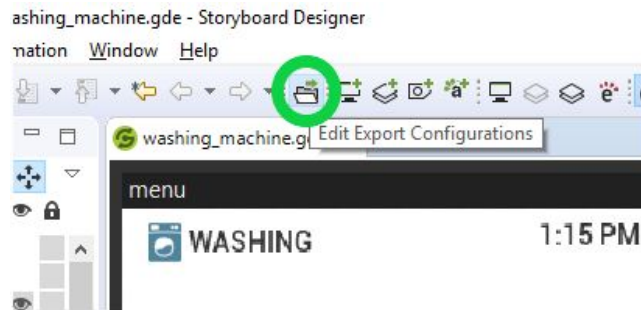 ashing_machine.gde - Storyboard Designer
mation Window Help
a
e
washing_machine.g
Edit Export Configurations
menu
WASHING 1:15 PM